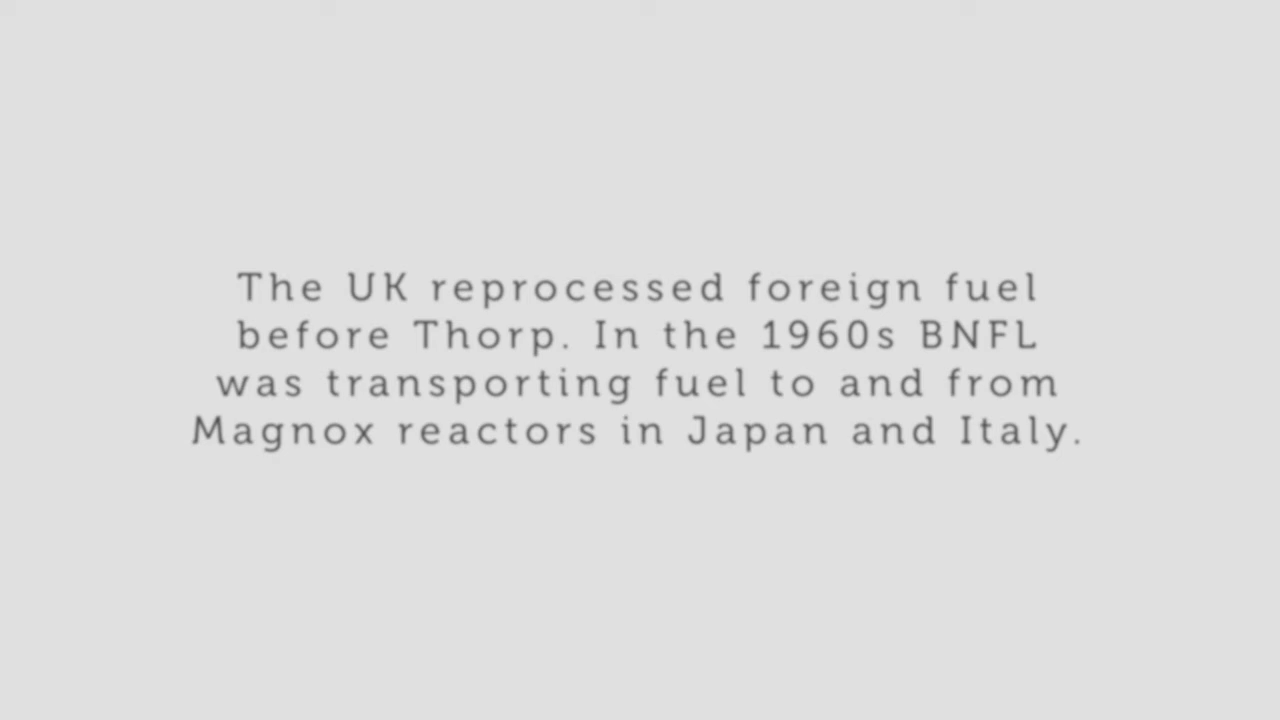 The UK reprocessed foreign fuel
before Thorp. In the 1960s BNFL
was transporting fuel to and from
Magnox reactors in Japan and Italy.